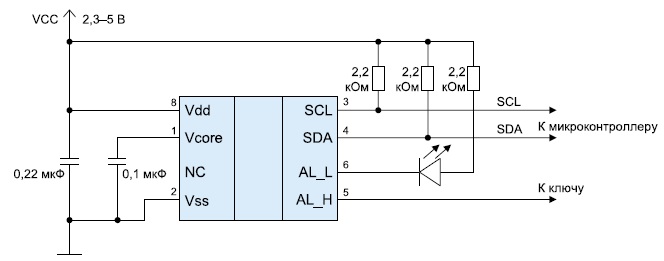 VCC 2,3–5 В
2,2 кОм
2,2 кОм
2,2 кОм
8 Vdd SCL 3 SCL
1 Vcore SDA 4 SDA К микроконтроллеру
0,22 мкФ 0,1 мкФ NC AL_L 6
2 Vss AL_H 5 К ключу